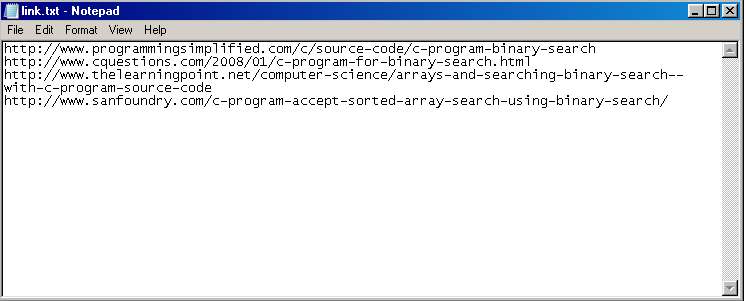 link.txt - Notepad
File Edit Format View Help
http://www.programmingsimplified.com/c/source-code/c-program-binary-search
http://www.cquestions.com/2008/01/c-program-for-binary-search.html
http://www.thelearningpoint.net/computer-science/arrays-and-searching-binary-search--
with-c-program-source-code
http://www.sanfoundry.com/c-program-accept-sorted-array-search-using-binary-search/